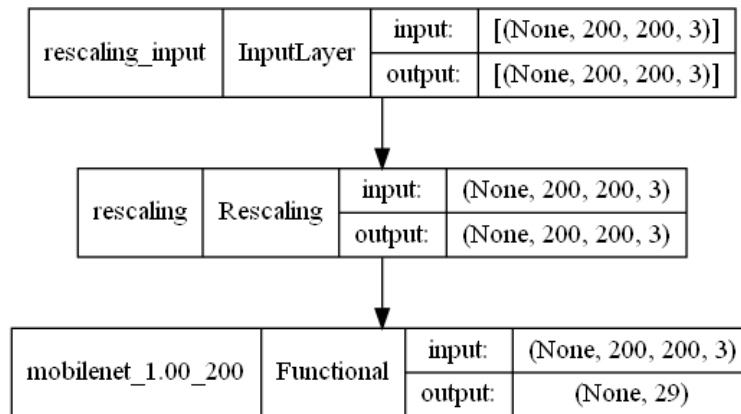 rescaling_input InputLayer input: [(None, 200, 200, 3)]
output: [(None, 200, 200, 3)]
rescaling Rescaling input: (None, 200, 200, 3)
output: (None, 200, 200, 3)
mobilenet_1.00_200 Functional input: (None, 200, 200, 3)
output: (None, 29)